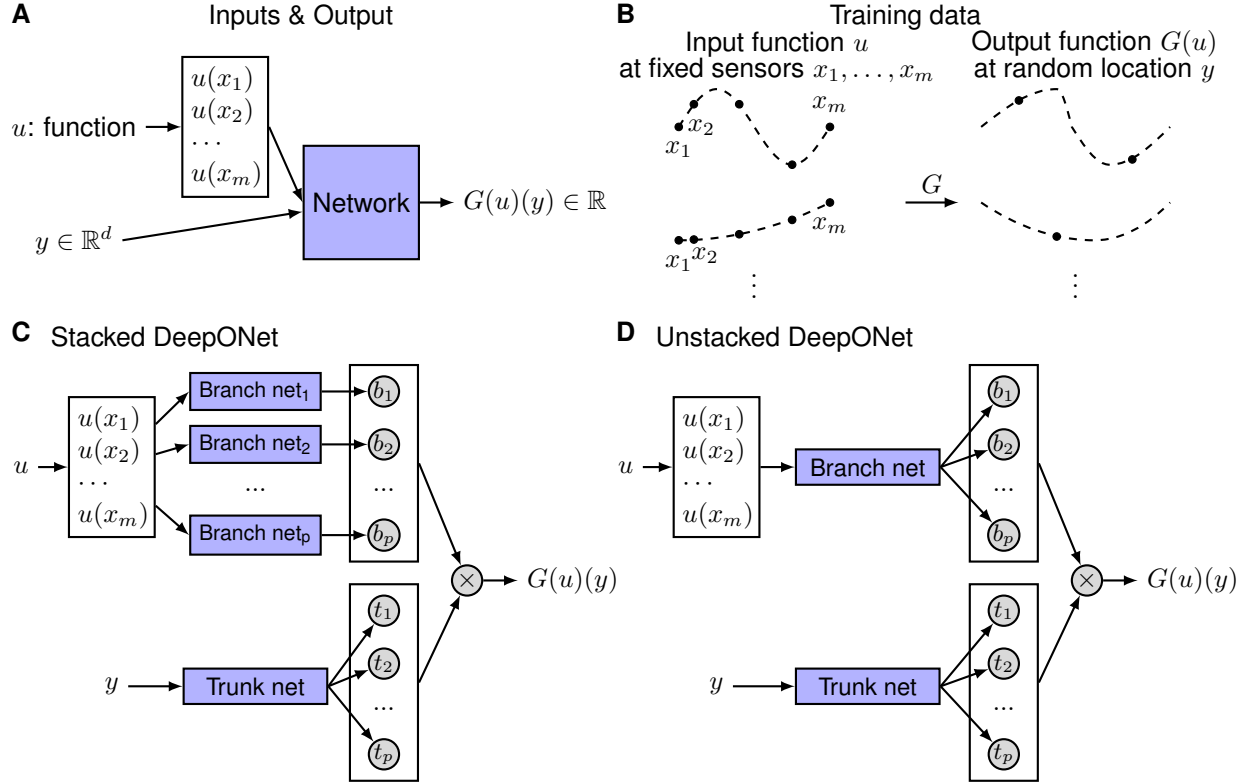 A Inputs & Output
u: function
u(x₁)
u(x₂)
⋯
u(xₘ)
y ∈ ℝᵈ
Network
G(u)(y) ∈ ℝ
B Training data
Input function u
at fixed sensors x₁, …, xₘ
Output function G(u)
at random location y
x₁
x₂
xₘ
x₁
x₂
xₘ
G
⋮
⋮
C Stacked DeepONet
u
u(x₁)
u(x₂)
⋯
u(xₘ)
Branch net₁
Branch net₂
...
Branch netₚ
b₁
b₂
...
bₚ
×
G(u)(y)
y
Trunk net
t₁
t₂
...
tₚ
D Unstacked DeepONet
u
u(x₁)
u(x₂)
⋯
u(xₘ)
Branch net
b₁
b₂
...
bₚ
×
G(u)(y)
y
Trunk net
t₁
t₂
...
tₚ